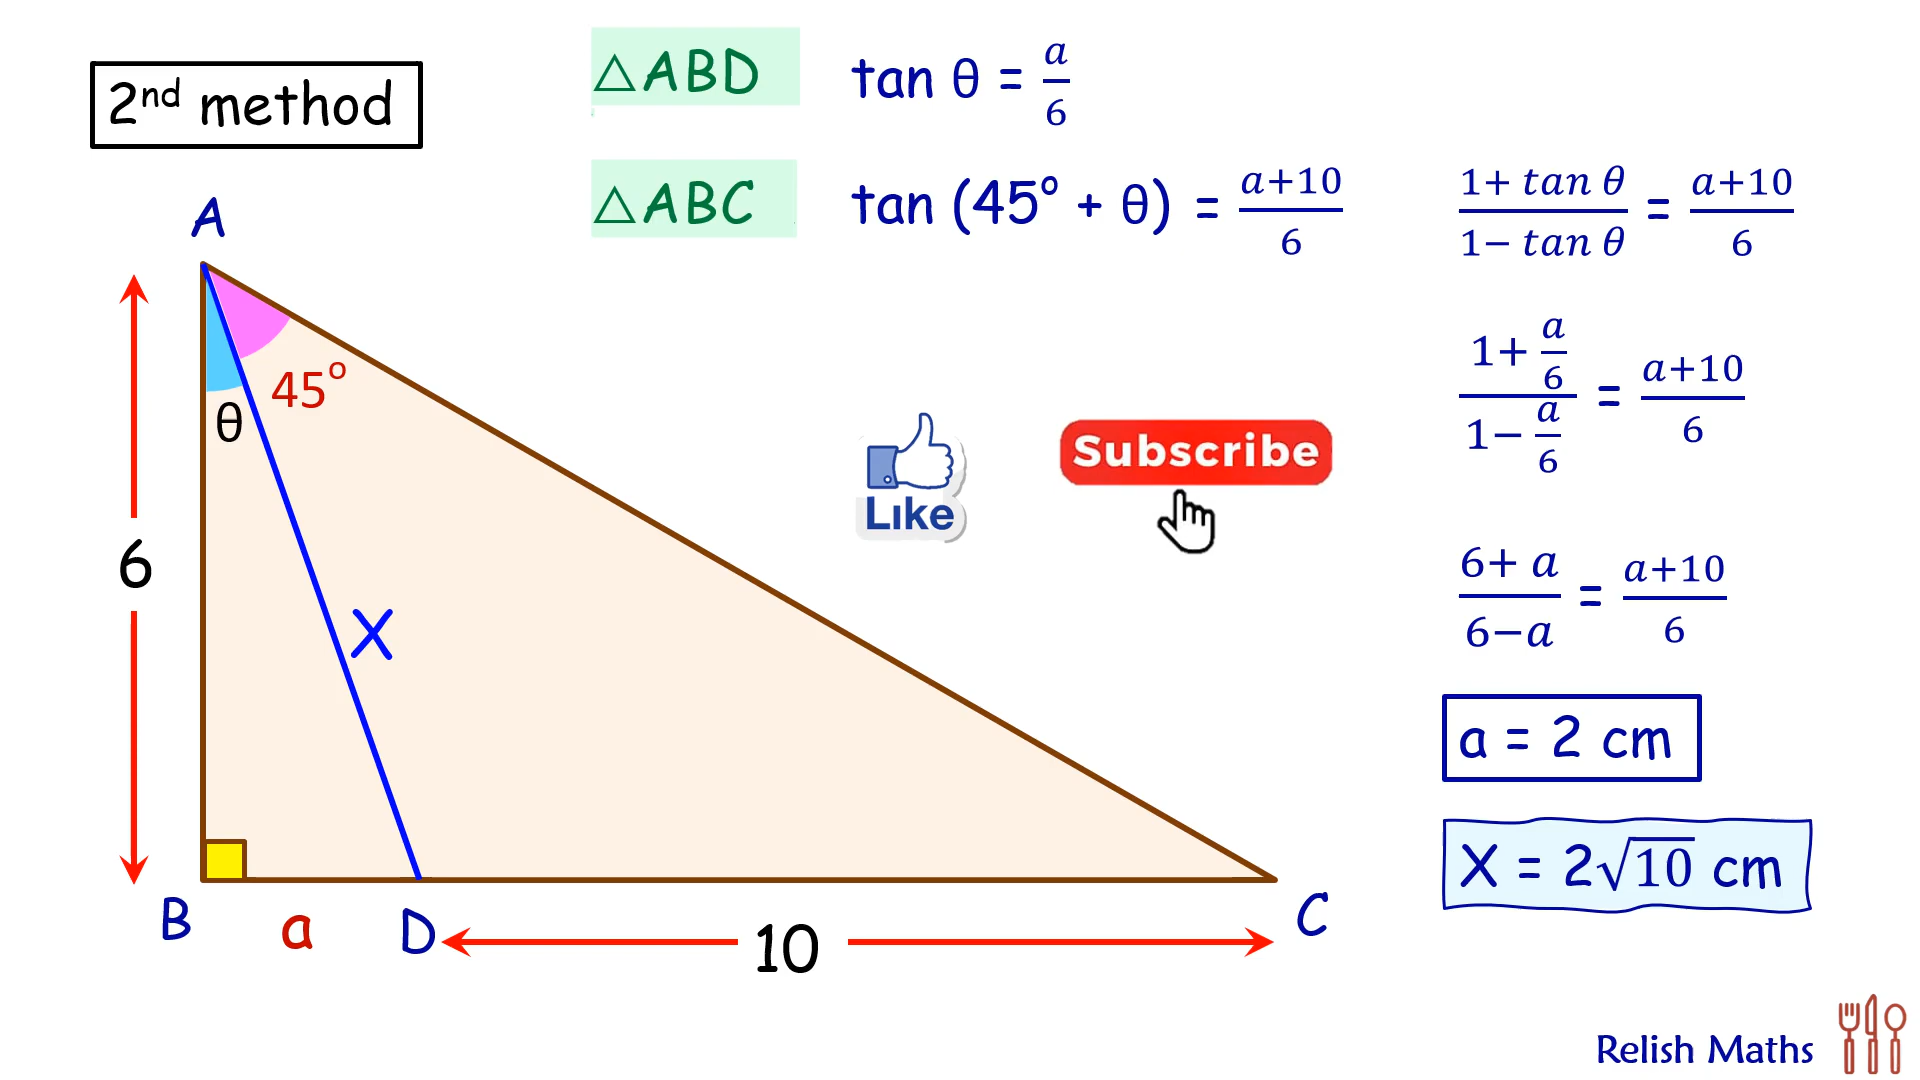 2nd method
△ABD tan θ = a/6
△ABC tan (45° + θ) = a+10/6
1+ tan θ/1− tan θ = a+10/6
1+ a/6 / 1− a/6 = a+10/6
6+ a/6−a = a+10/6
a = 2 cm
X = 2√10 cm
A
45°
θ
6
X
Like
Subscribe
B
a
D
10
C
Relish Maths